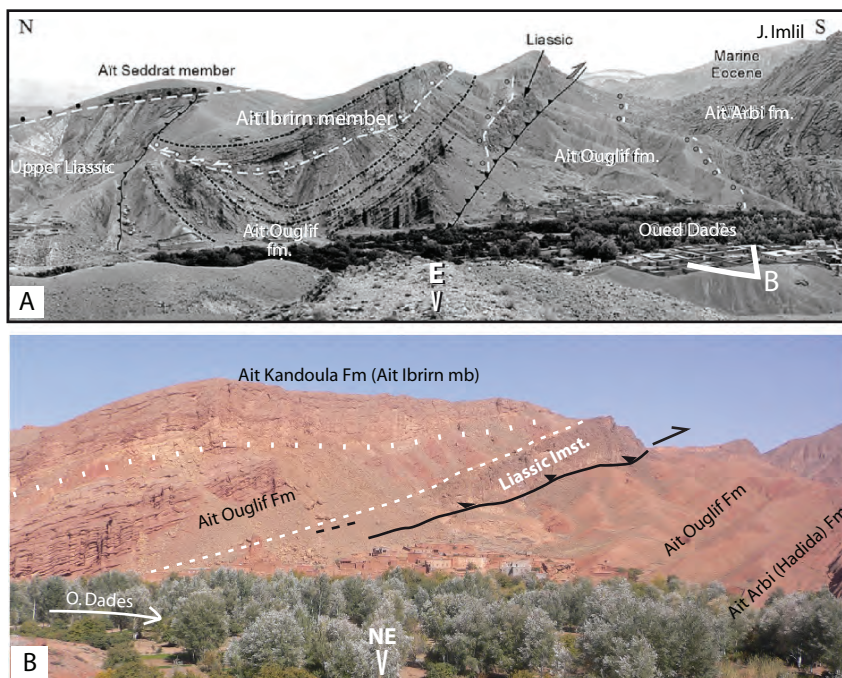 N
J. Imlil
S
Liassic
Marine
Eocene
Aït Seddrat member
Ait Ibrirn member
Ait Arbi fm.
Upper Liassic
Ait Ouglif fm.
Ait Ouglif
fm.
Oued Dadès
E
V
B
A
Ait Kandoula Fm (Ait Ibrirn mb)
Liassic lmst.
Ait Ouglif Fm
Ait Ouglif Fm
Ait Arbi (Hadida) Fm
O. Dades
NE
V
B